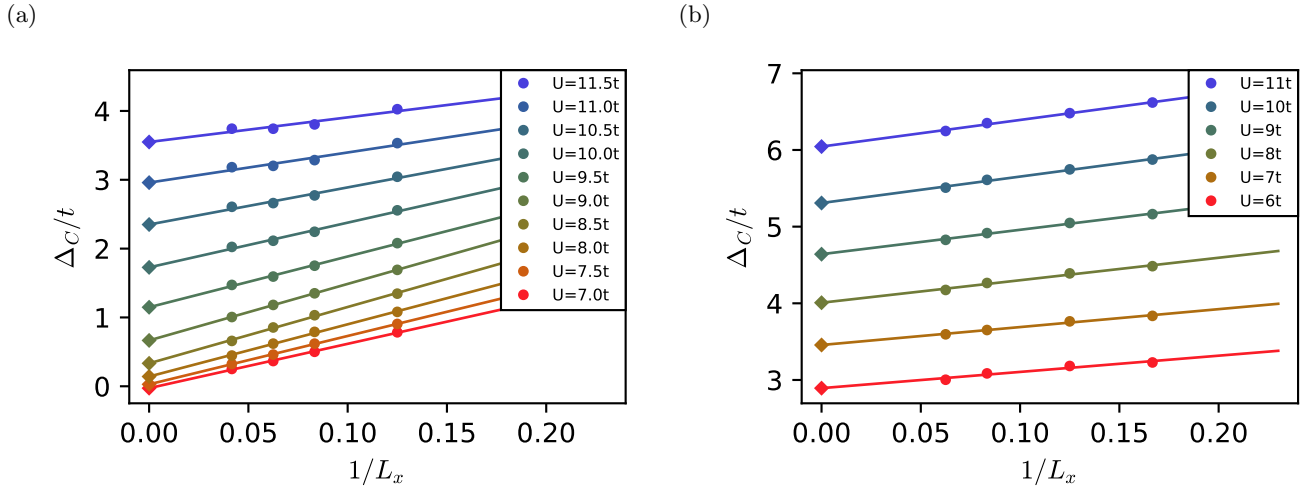 (a)
Δ_C/t
4
3
2
1
0
0.00 0.05 0.10 0.15 0.20
1/L_x
U=11.5t
U=11.0t
U=10.5t
U=10.0t
U=9.5t
U=9.0t
U=8.5t
U=8.0t
U=7.5t
U=7.0t
(b)
Δ_C/t
7
6
5
4
3
0.00 0.05 0.10 0.15 0.20
1/L_x
U=11t
U=10t
U=9t
U=8t
U=7t
U=6t